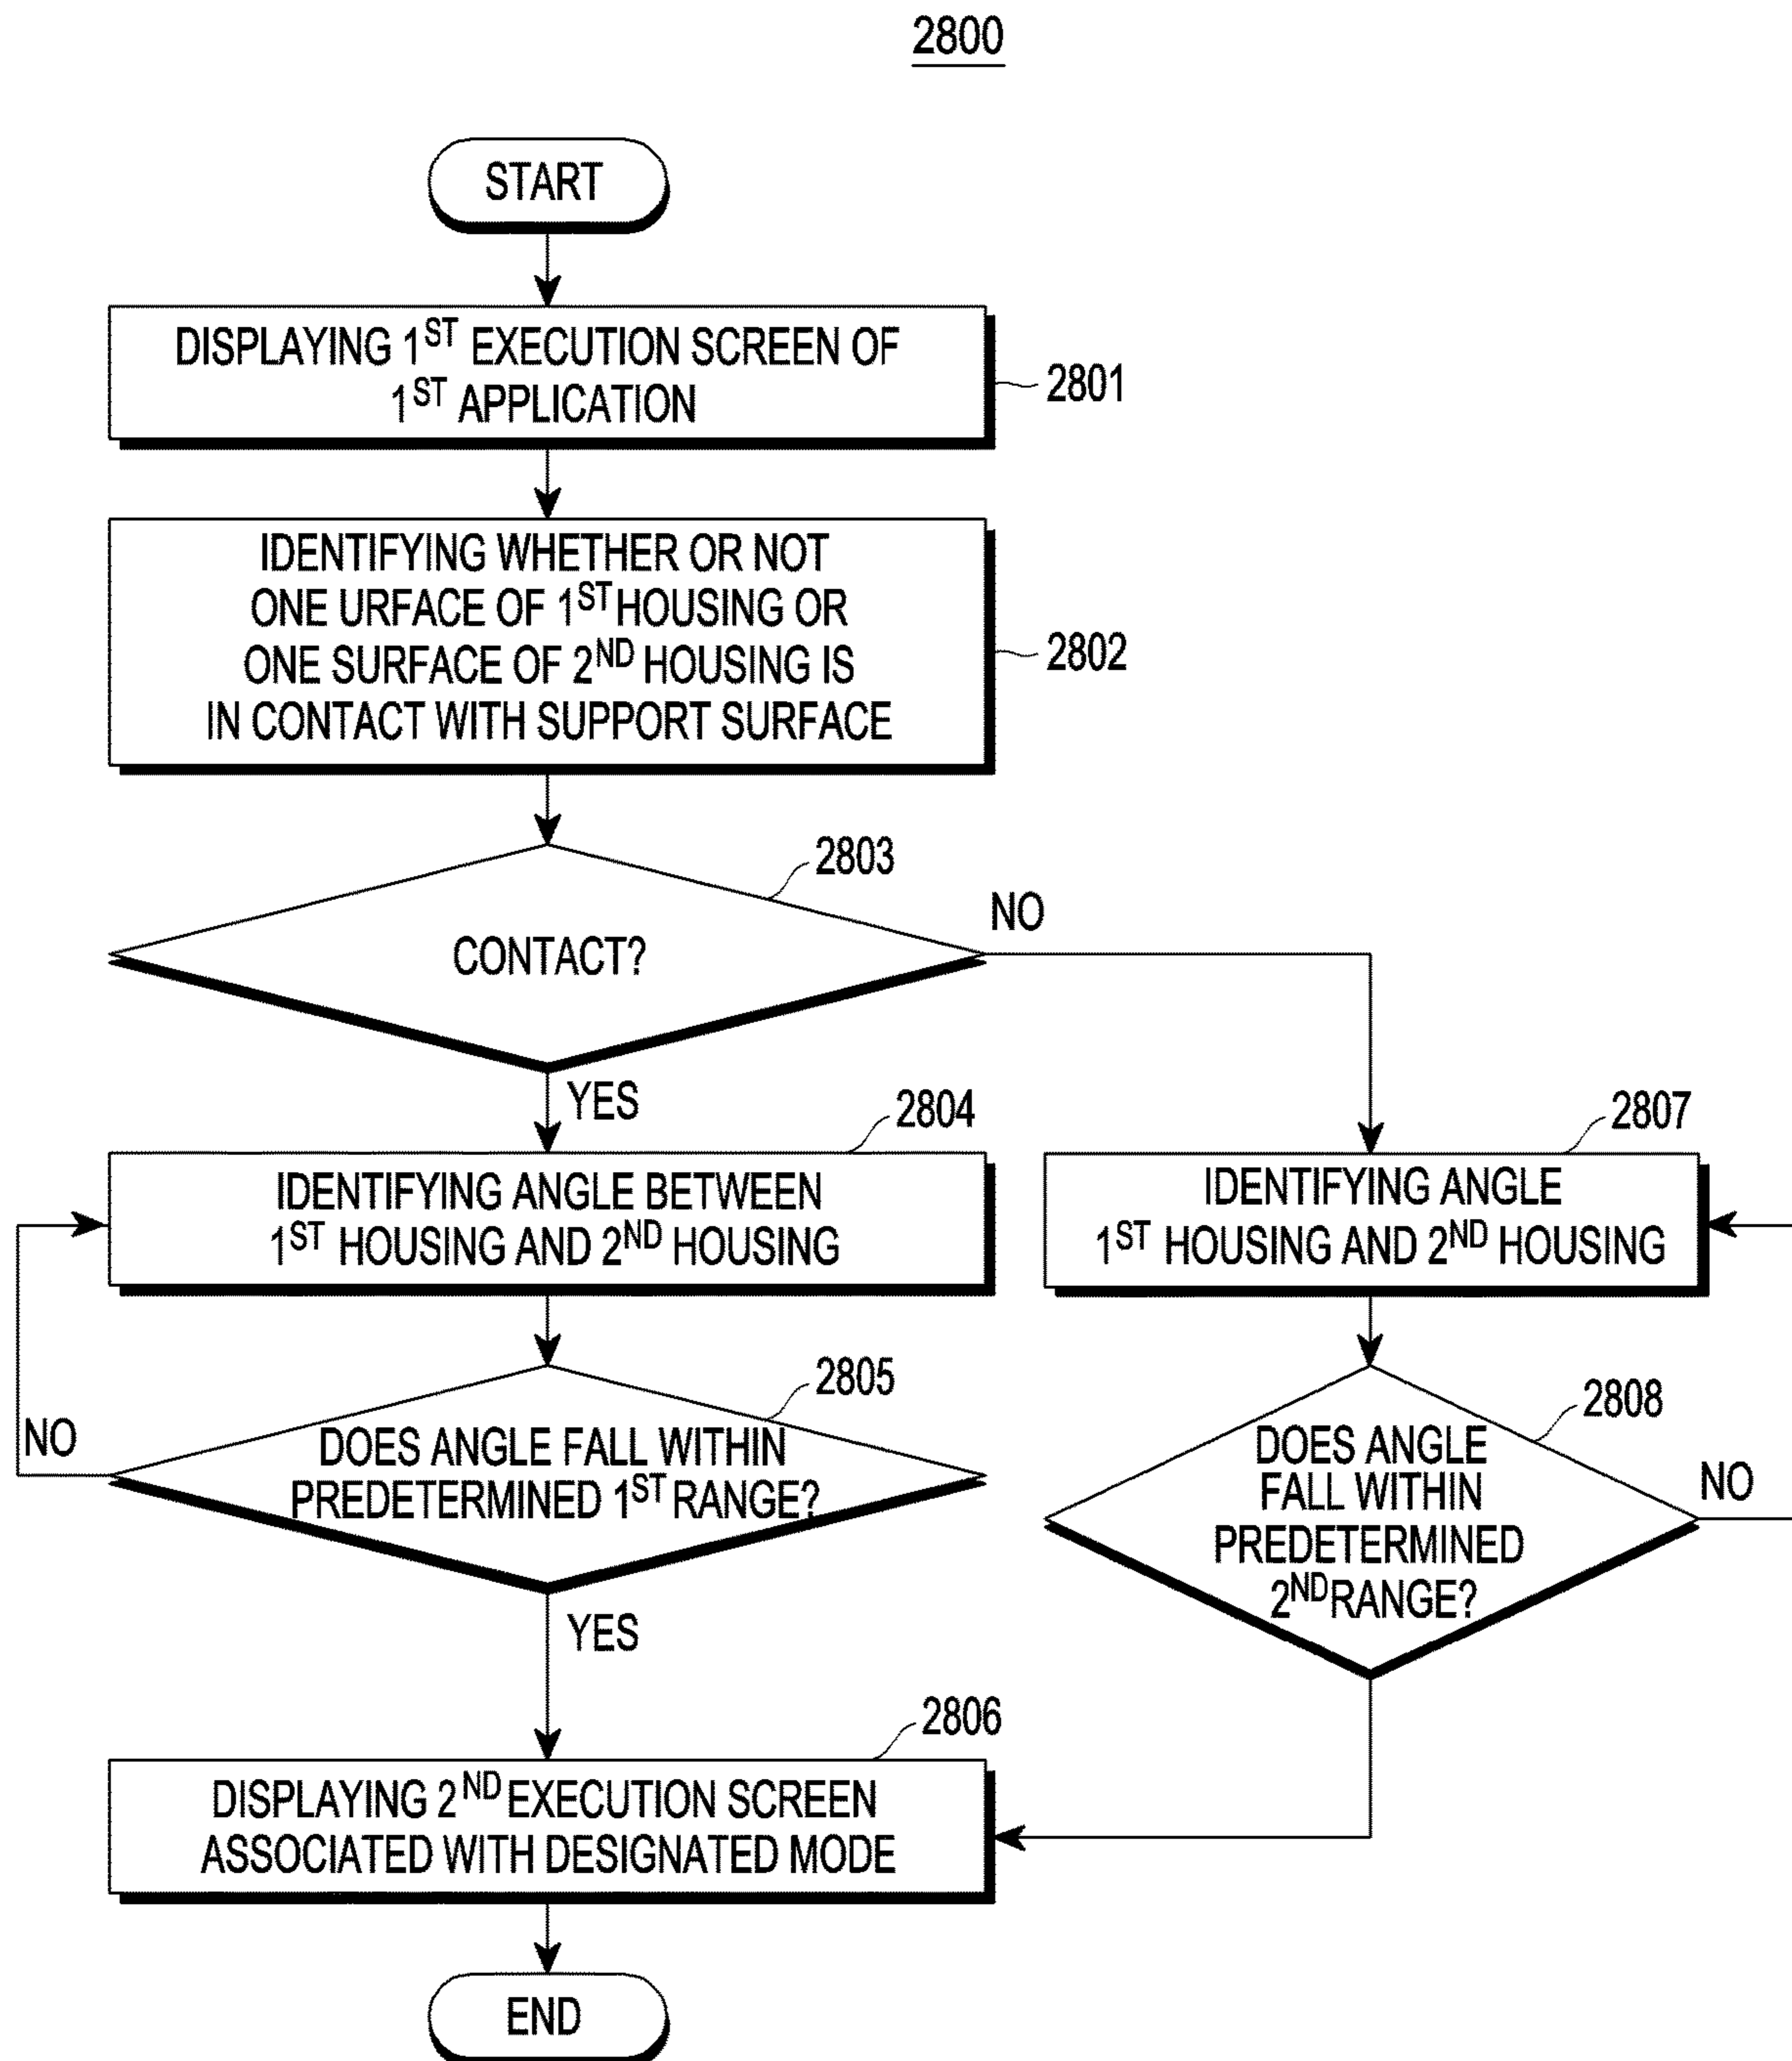 2800
START
DISPLAYING 1ST EXECUTION SCREEN OF
1ST APPLICATION
2801
IDENTIFYING WHETHER OR NOT
ONE URFACE OF 1ST HOUSING OR
ONE SURFACE OF 2ND HOUSING IS
IN CONTACT WITH SUPPORT SURFACE
2802
2803
CONTACT?
NO
YES
2804
IDENTIFYING ANGLE BETWEEN
1ST HOUSING AND 2ND HOUSING
2807
IDENTIFYING ANGLE
1ST HOUSING AND 2ND HOUSING
2805
DOES ANGLE FALL WITHIN
PREDETERMINED 1ST RANGE?
NO
YES
2808
DOES ANGLE
FALL WITHIN
PREDETERMINED
2ND RANGE?
NO
2806
DISPLAYING 2ND EXECUTION SCREEN
ASSOCIATED WITH DESIGNATED MODE
END